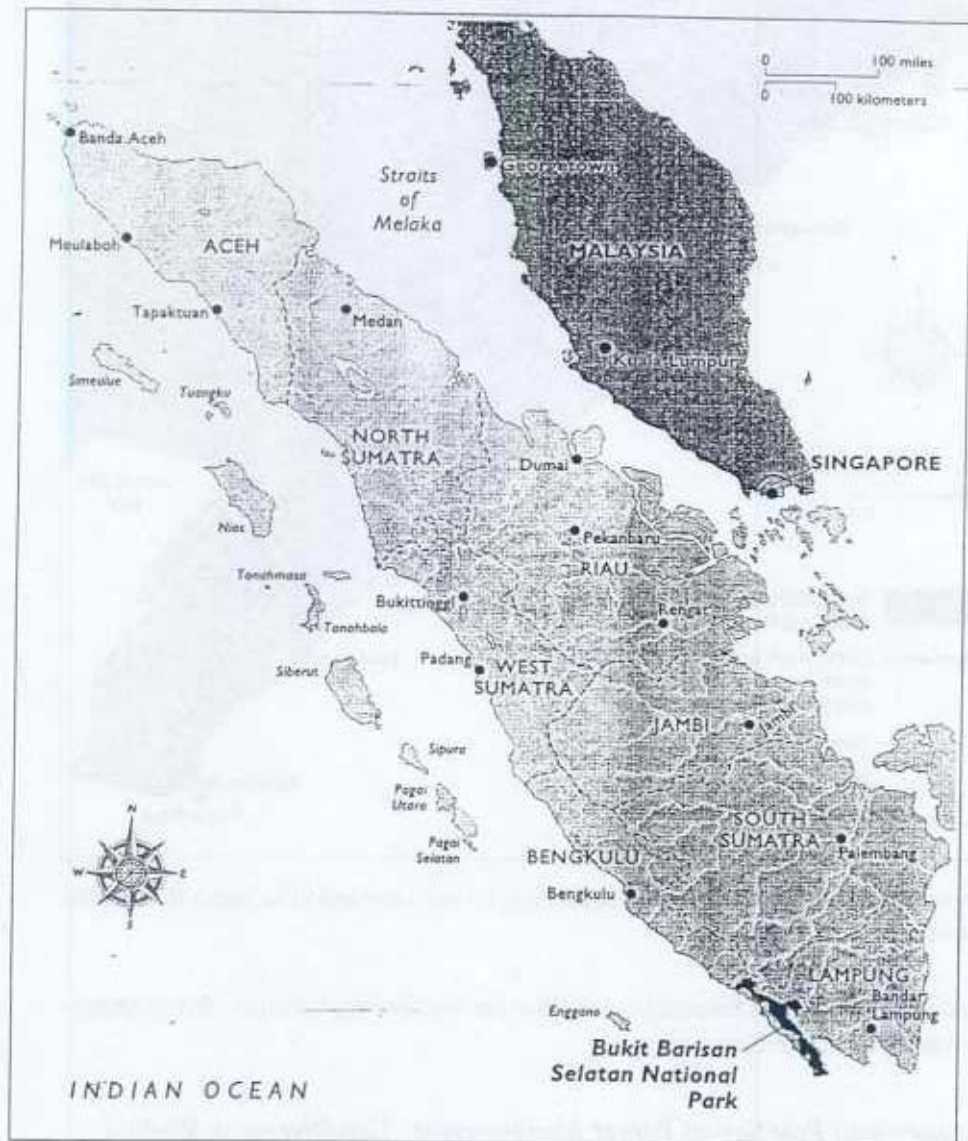 0 100 miles
0 100 kilometers
Banda Aceh
Georgetown
Straits
of
Melaka
Meulaboh
ACEH
MALAYSIA
Tapaktuan
Medan
Kuala Lumpur
Simeulue
Tuangku
NORTH
SUMATRA
Dumai
SINGAPORE
Nias
Pekanbaru
RIAU
Tanahmasa
Bukittinggi
Rengat
Tanahbala
Padang
WEST
SUMATRA
Siberut
JAMBI
Jambi
Sipura
Pagai
Utara
SOUTH
SUMATRA
Palembang
Pagai
Selatan
BENGKULU
Bengkulu
N
W E
S
LAMPUNG
Bandar
Lampung
Enggano
Bukit Barisan
Selatan National
Park
INDIAN OCEAN